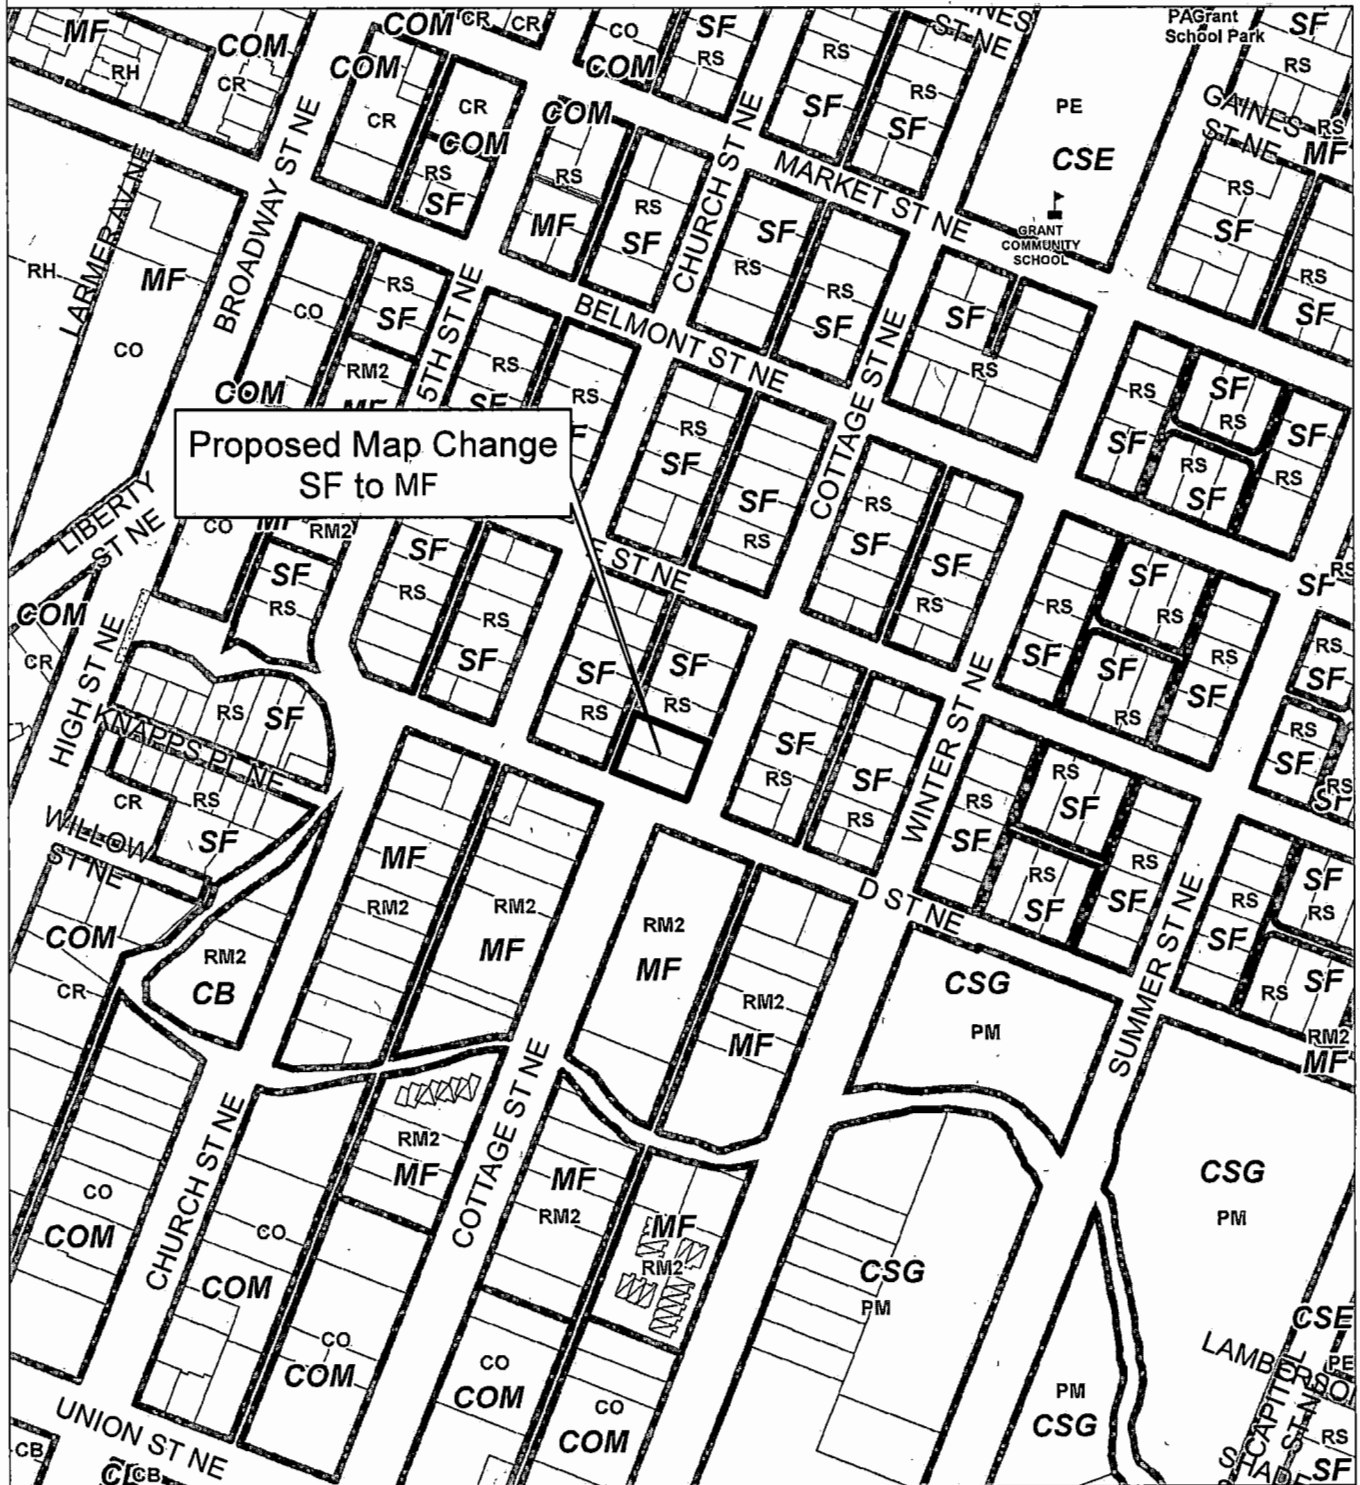 MF
COM
COM
CR
CR
CO
SF
RS
RS
GAINES
ST NE
PAGrant
School Park
SF
RS
RH
CR
COM
CR
CR
COM
RS
SF
COM
COM
RS
MF
RS
SF
SF
RS
SF
PE
CSE
GRANT
COMMUNITY
SCHOOL
GAINES
ST NE
RS
MF
RS
SF
RS
SF
LARMER AV NE
BROADWAY ST NE
5TH ST NE
CHURCH ST NE
MARKET ST NE
BELMONT ST NE
COTTAGE ST NE
RH
MF
CO
CO
COM
RS
SF
RM2
MF
RS
SF
RS
F
SF
RS
RS
SF
SF
RS
RS
SF
SF
RS
RS
SF
SF
RS
RS
SF
SF
RS
Proposed Map Change
SF to MF
LIBERTY
ST NE
CO
MF
RM2
SF
RS
SF
RS
RS
SF
E ST NE
RS
SF
SF
RS
RS
SF
SF
RS
SF
RS
RS
SF
SF
RS
RS
SF
COM
CR
HIGH ST NE
RS
SF
KNAPPS PL NE
CR
RS
SF
WILLOW
ST NE
SF
RS
SF
RS
SF
RS
SF
RS
WINTER ST NE
RS
SF
RS
SF
RS
SF
RS
SF
RS
SF
RS
SF
D ST NE
SUMMER ST NE
RS
SF
SF
RS
SF
RS
RM2
MF
COM
CR
RM2
CB
MF
RM2
RM2
MF
RM2
MF
RM2
MF
CSG
PM
CHURCH ST NE
COTTAGE ST NE
RM2
MF
MF
RM2
MF
RM2
CSG
PM
CSG
PM
CO
COM
CO
COM
CO
COM
CO
COM
CO
COM
PM
CSG
CSE
PE
CAPITOL
ST NE
RS
SF
UNION ST NE
CB
CB